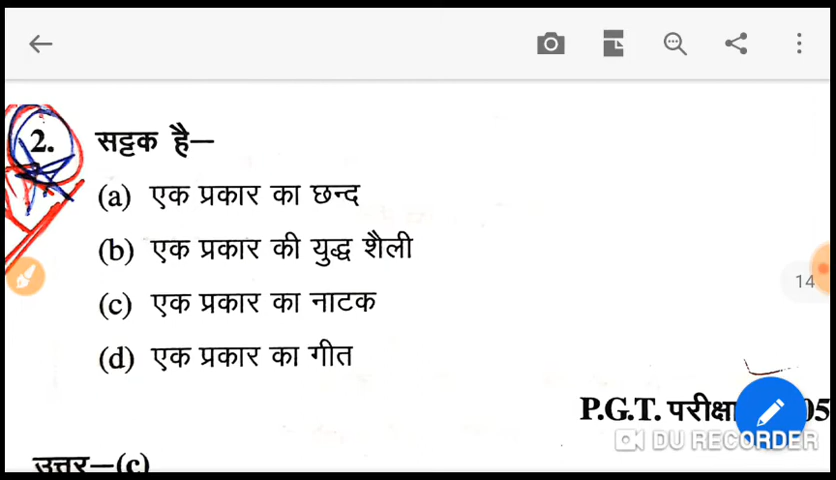 2. सट्टक है—
(a) एक प्रकार का छन्द
(b) एक प्रकार की युद्ध शैली
14
(c) एक प्रकार का नाटक
(d) एक प्रकार का गीत
P.G.T. परीक्षा 05
DU RECORDER
उत्तर—(c)